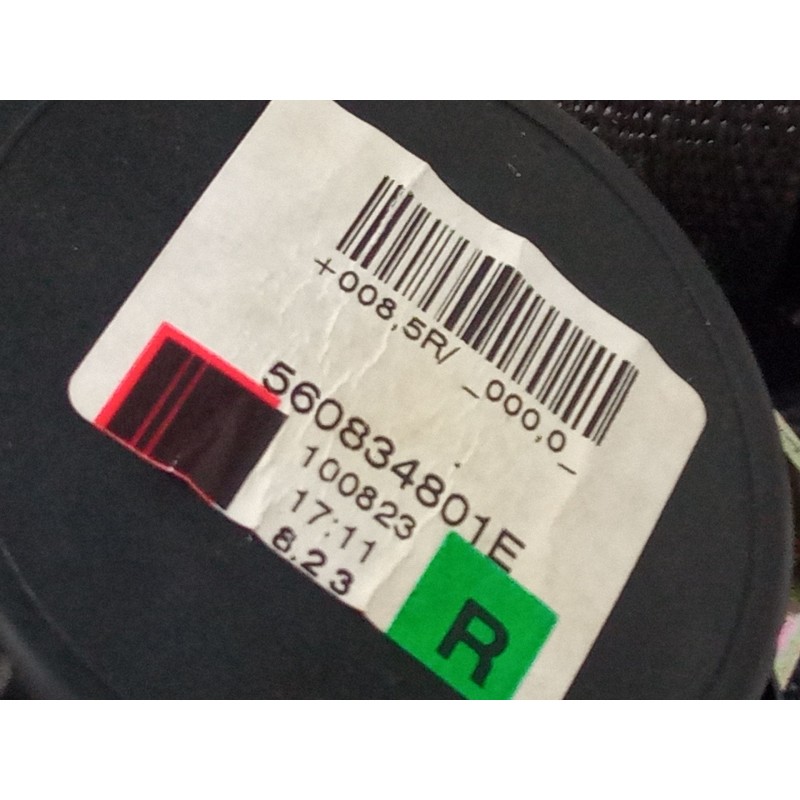 +008,5R/ _000,0_
560834801E
100823
17:11
8.23
R